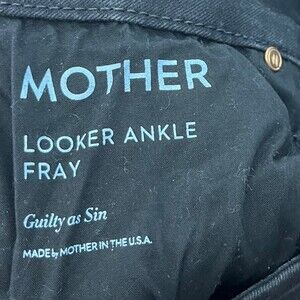 MOTHER
LOOKER ANKLE
FRAY
Guilty as Sin
MADE by MOTHER IN THE U.S.A.